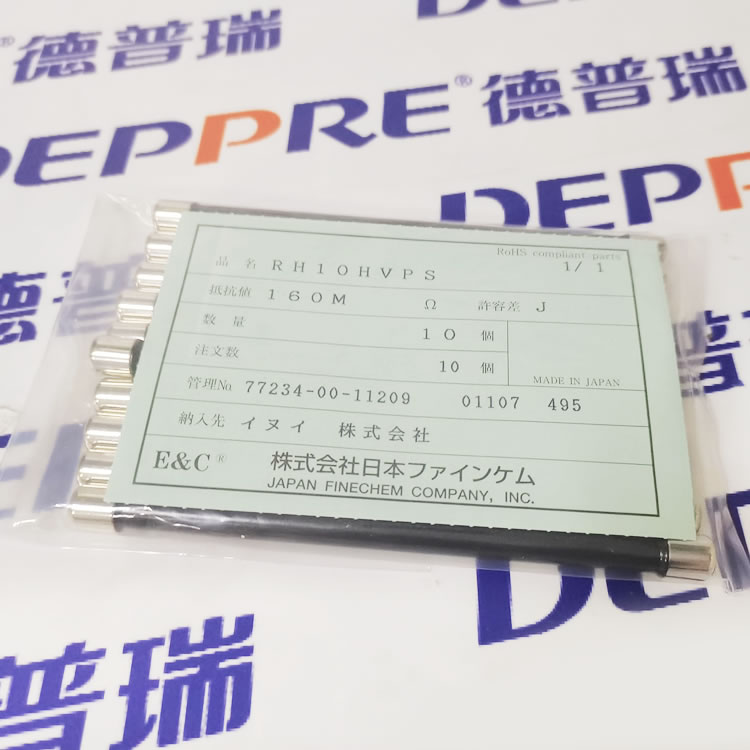 DEP
® 德普瑞
® 德普瑞
DEPPRE
DEPP
RoHS compliant parts
品 名 RH10HVPS 1/ 1
抵抗値 160M Ω 許容差 J
数 量 10 個
注文数 10 個
MADE IN JAPAN
管理No 77234-00-11209 01107 495
納入先 イヌイ 株式会社
E&C ® 株式会社日本ファインケム
JAPAN FINECHEM COMPANY, INC.
德普瑞